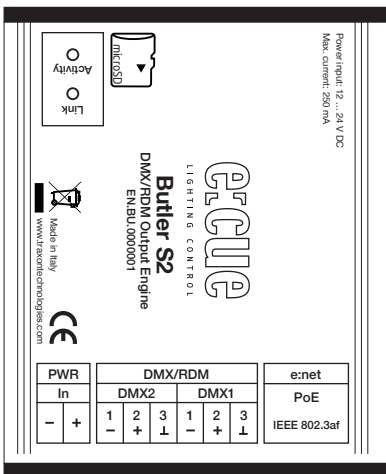 Power input: 12 ... 24 V DC
Max. current: 250 mA
microSD
Activity
Link
e:cue
LIGHTING CONTROL
Butler S2
DMX/RDM Output Engine
EN.BU.0000001
Made in Italy
www.traxontechnologies.com
CE
PWR
In
− +
DMX/RDM
DMX2 DMX1
1 2 3 1 2 3
− + ⊥ − + ⊥
e:net
PoE
IEEE 802.3af